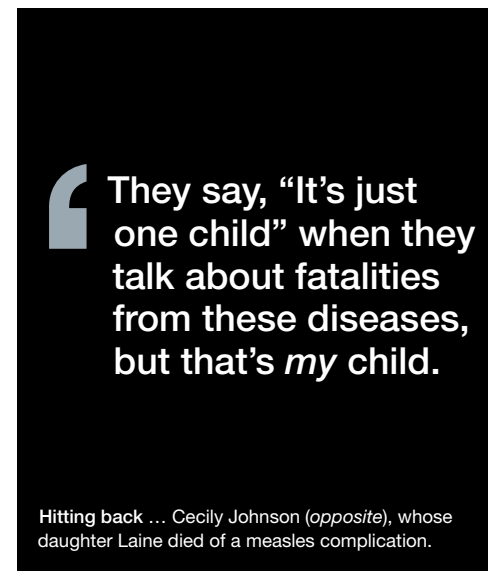 ‘
They say, “It’s just
one child” when they
talk about fatalities
from these diseases,
but that’s my child.
Hitting back … Cecily Johnson (opposite), whose
daughter Laine died of a measles complication.